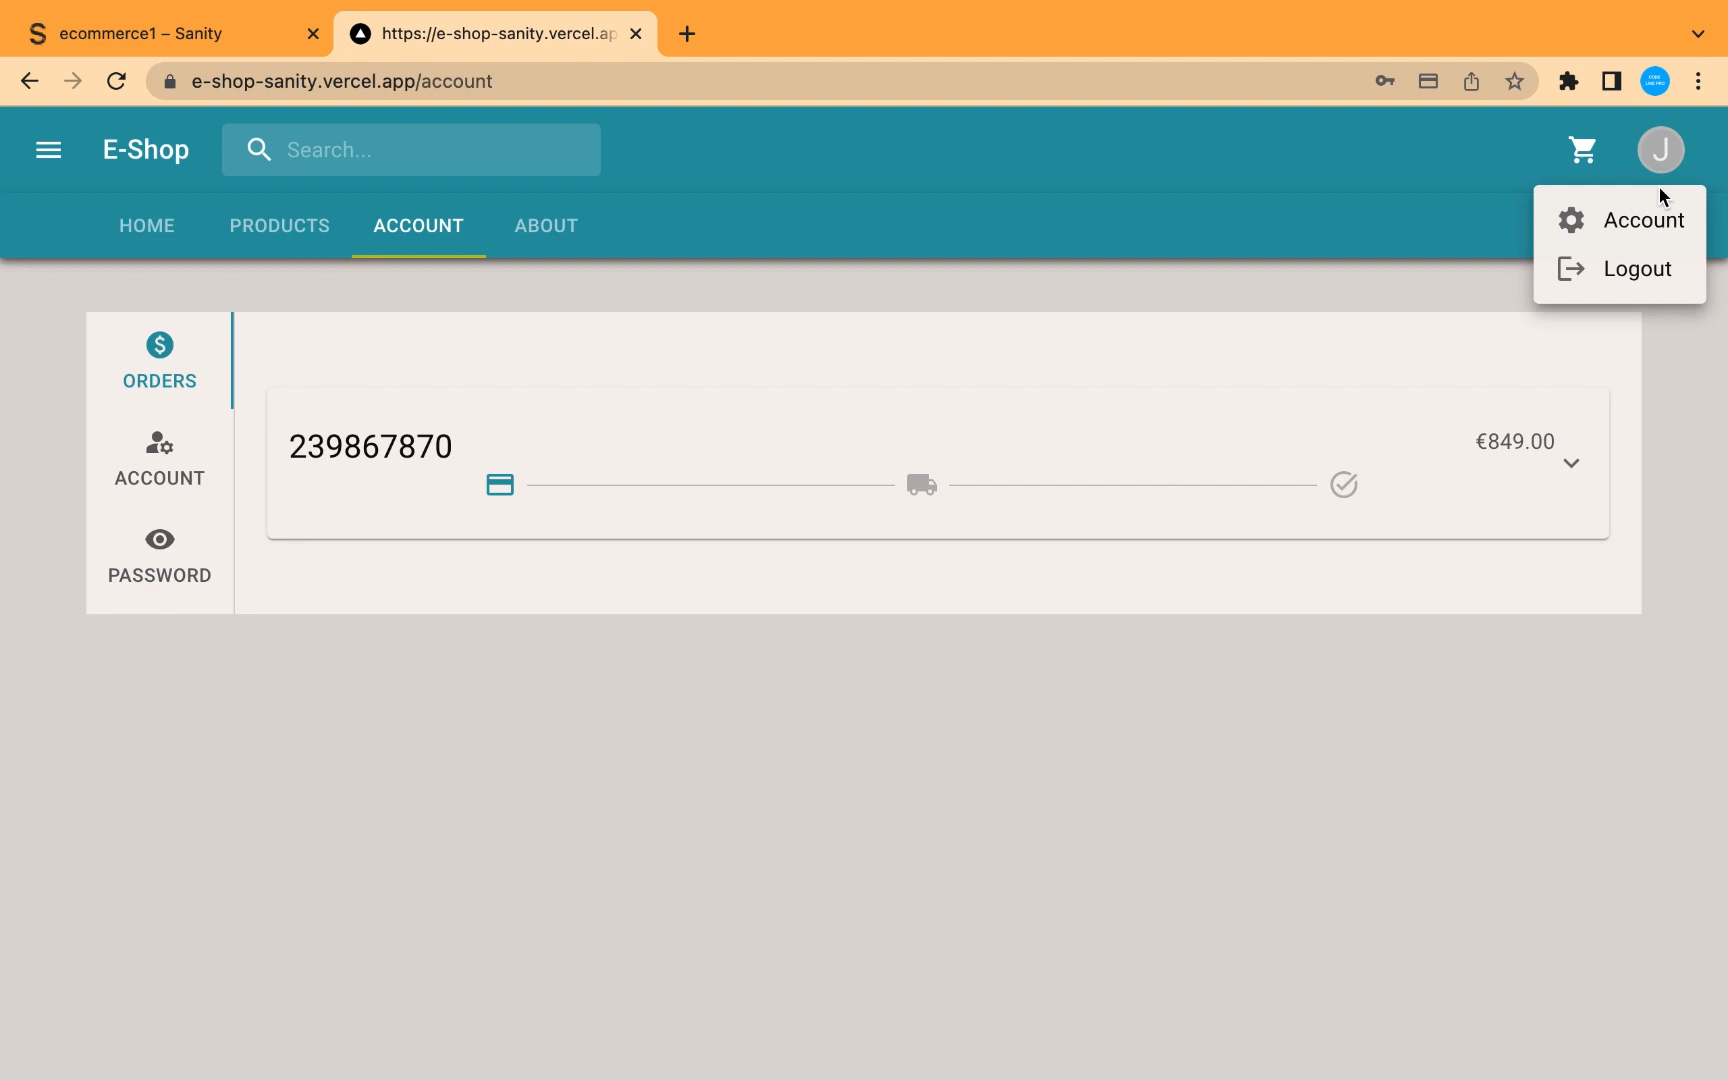 ecommerce1 – Sanity
https://e-shop-sanity.vercel.ap
e-shop-sanity.vercel.app/account
E-Shop
Search...
J
HOME
PRODUCTS
ACCOUNT
ABOUT
Account
Logout
ORDERS
ACCOUNT
PASSWORD
239867870
€849.00